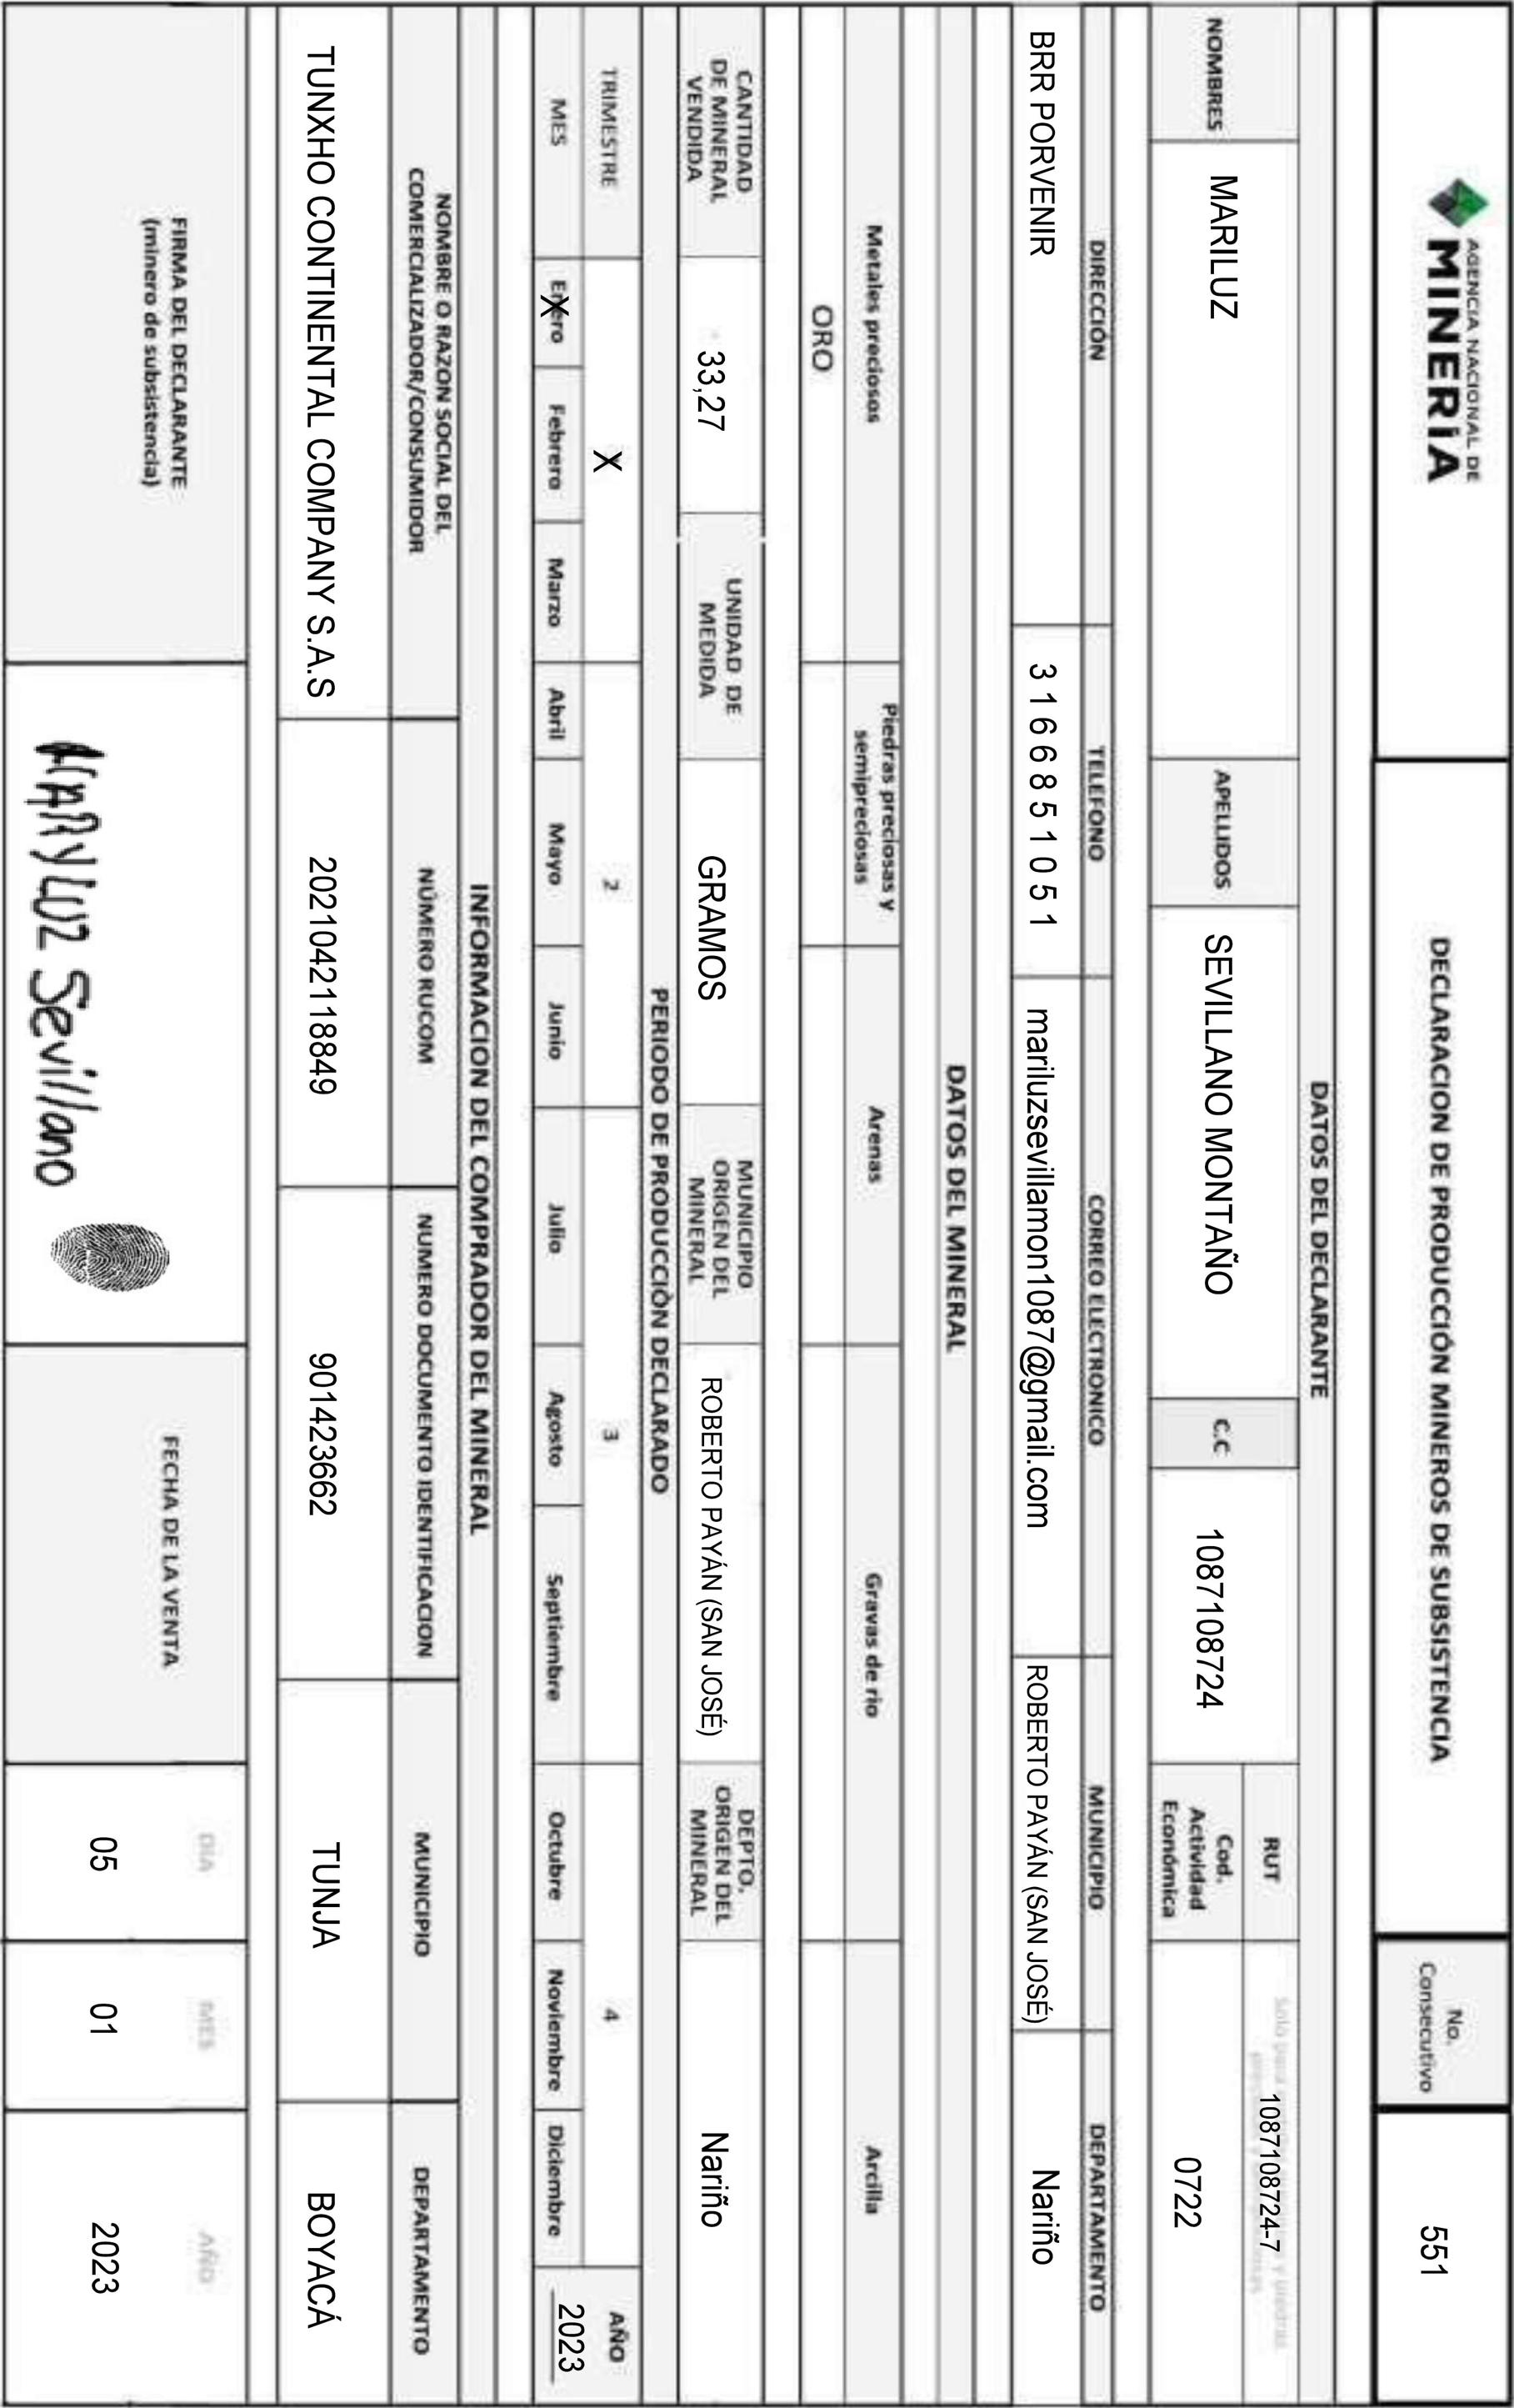 AGENCIA NACIONAL DE
MINERÍA
DECLARACION DE PRODUCCIÓN MINEROS DE SUBSISTENCIA
No.
Consecutivo
551
DATOS DEL DECLARANTE
NOMBRES
MARILUZ
APELLIDOS
SEVILLANO MONTAÑO
C.C
1087108724
RUT
Solo para
1087108724-7
y piedras
Cod.
Actividad
Económica
0722
DIRECCIÓN
TELEFONO
CORREO ELECTRONICO
MUNICIPIO
DEPARTAMENTO
BRR PORVENIR
3 1 6 6 8 5 1 0 5 1
mariluzsevillamon1087@gmail.com
ROBERTO PAYÁN (SAN JOSÉ)
Nariño
DATOS DEL MINERAL
Metales preciosos
Piedras preciosas y
semipreciosas
Arenas
Gravas de rio
Arcilla
ORO
CANTIDAD
DE MINERAL
VENDIDA
33,27
UNIDAD DE
MEDIDA
GRAMOS
MUNICIPIO
ORIGEN DEL
MINERAL
ROBERTO PAYÁN (SAN JOSÉ)
DEPTO.
ORIGEN DEL
MINERAL
Nariño
PERIODO DE PRODUCCIÒN DECLARADO
TRIMESTRE
X
2
3
4
AÑO
MES
Enero
X
Febrero
Marzo
Abril
Mayo
Junio
Julio
Agosto
Septiembre
Octubre
Noviembre
Diciembre
2023
INFORMACIÓN DEL COMPRADOR DEL MINERAL
NOMBRE O RAZON SOCIAL DEL
COMERCIALIZADOR/CONSUMIDOR
NÚMERO RUCOM
NUMERO DOCUMENTO IDENTIFICACION
MUNICIPIO
DEPARTAMENTO
TUNXHO CONTINENTAL COMPANY S.A.S
2021042118849
901423662
TUNJA
BOYACÁ
FIRMA DEL DECLARANTE
(minero de subsistencia)
MARYLUZ Sevillano
FECHA DE LA VENTA
DIA
MES
AÑO
05
01
2023